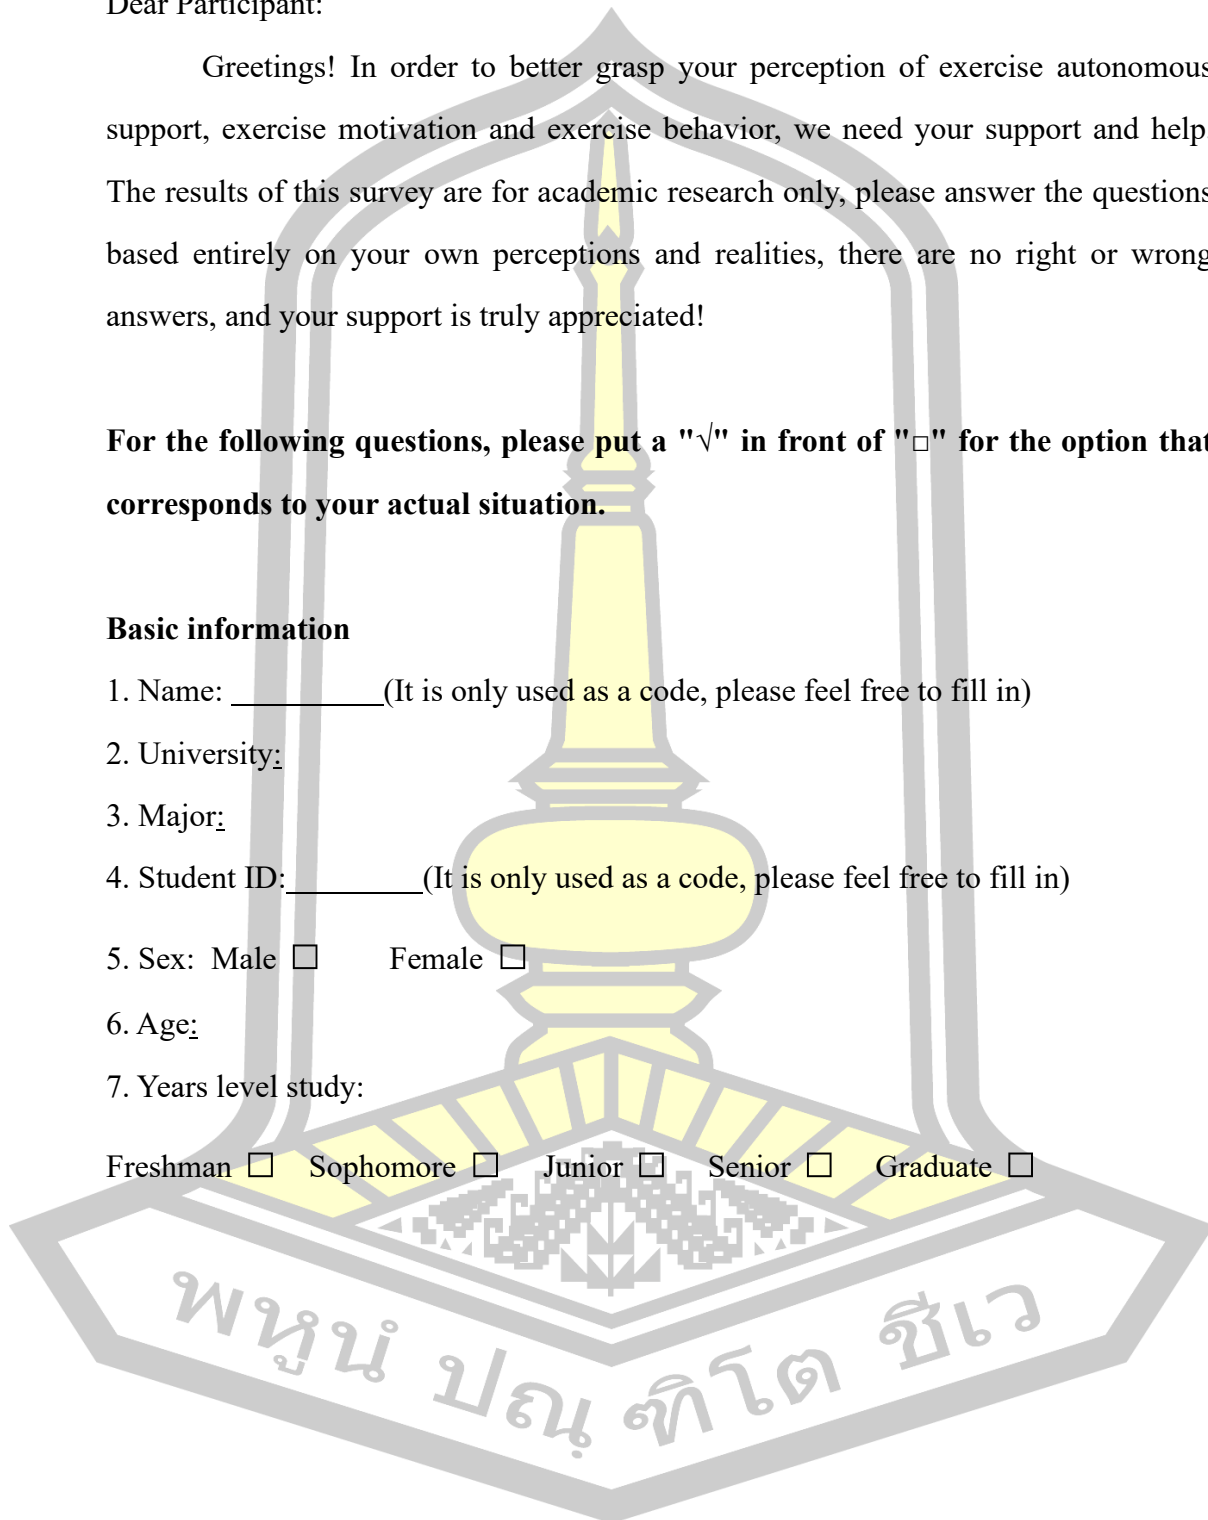 Dear Participant:
Greetings! In order to better grasp your perception of exercise autonomous
support, exercise motivation and exercise behavior, we need your support and help.
The results of this survey are for academic research only, please answer the questions
based entirely on your own perceptions and realities, there are no right or wrong
answers, and your support is truly appreciated!
For the following questions, please put a "√" in front of "□" for the option that
corresponds to your actual situation.
Basic information
1. Name: _________(It is only used as a code, please feel free to fill in)
2. University:
3. Major:
4. Student ID:________(It is only used as a code, please feel free to fill in)
5. Sex: Male □ Female □
6. Age:
7. Years level study:
Freshman □ Sophomore □ Junior □ Senior □ Graduate □
พหูนํ ปณฺฑิโต ชีเว